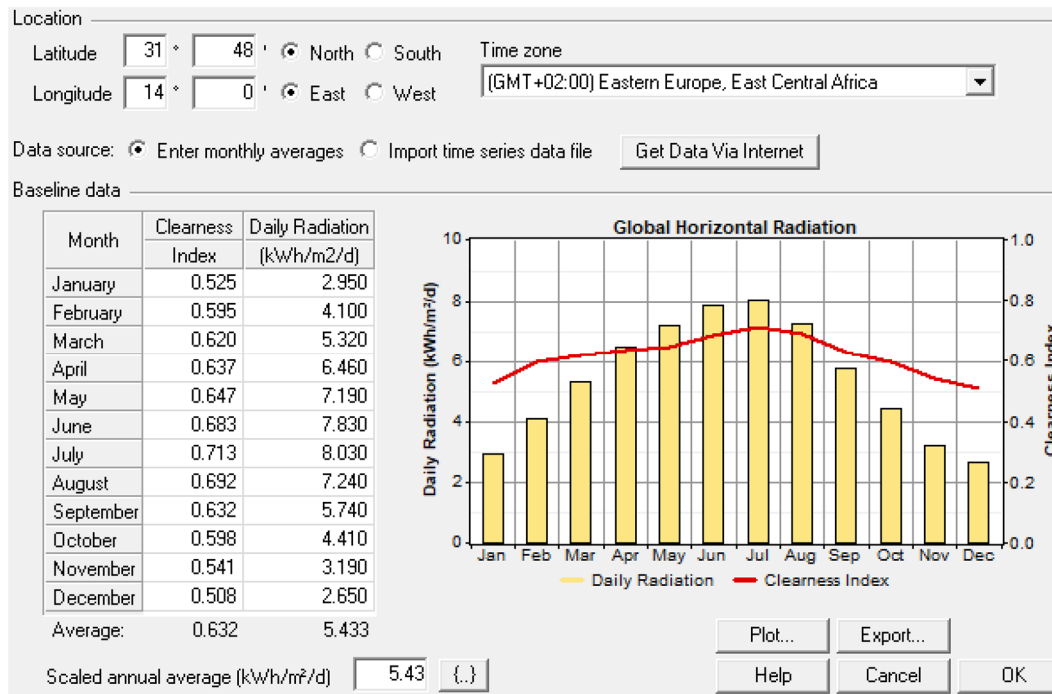 Location
Latitude 31 ° 48 ' North South
Time zone
(GMT+02:00) Eastern Europe, East Central Africa
Longitude 14 ° 0 ' East West
Data source: Enter monthly averages Import time series data file Get Data Via Internet
Baseline data
Month Clearness Index Daily Radiation (kWh/m2/d)
January 0.525 2.950
February 0.595 4.100
March 0.620 5.320
April 0.637 6.460
May 0.647 7.190
June 0.683 7.830
July 0.713 8.030
August 0.692 7.240
September 0.632 5.740
October 0.598 4.410
November 0.541 3.190
December 0.508 2.650
Average: 0.632 5.433
Scaled annual average (kWh/m²/d) 5.43 {..}
Global Horizontal Radiation
Daily Radiation (kWh/m²/d)
10
8
6
4
2
0
1.0
0.8
0.6
0.4
0.2
0.0
Clearness Index
Jan Feb Mar Apr May Jun Jul Aug Sep Oct Nov Dec
Daily Radiation Clearness Index
Plot... Export...
Help Cancel OK